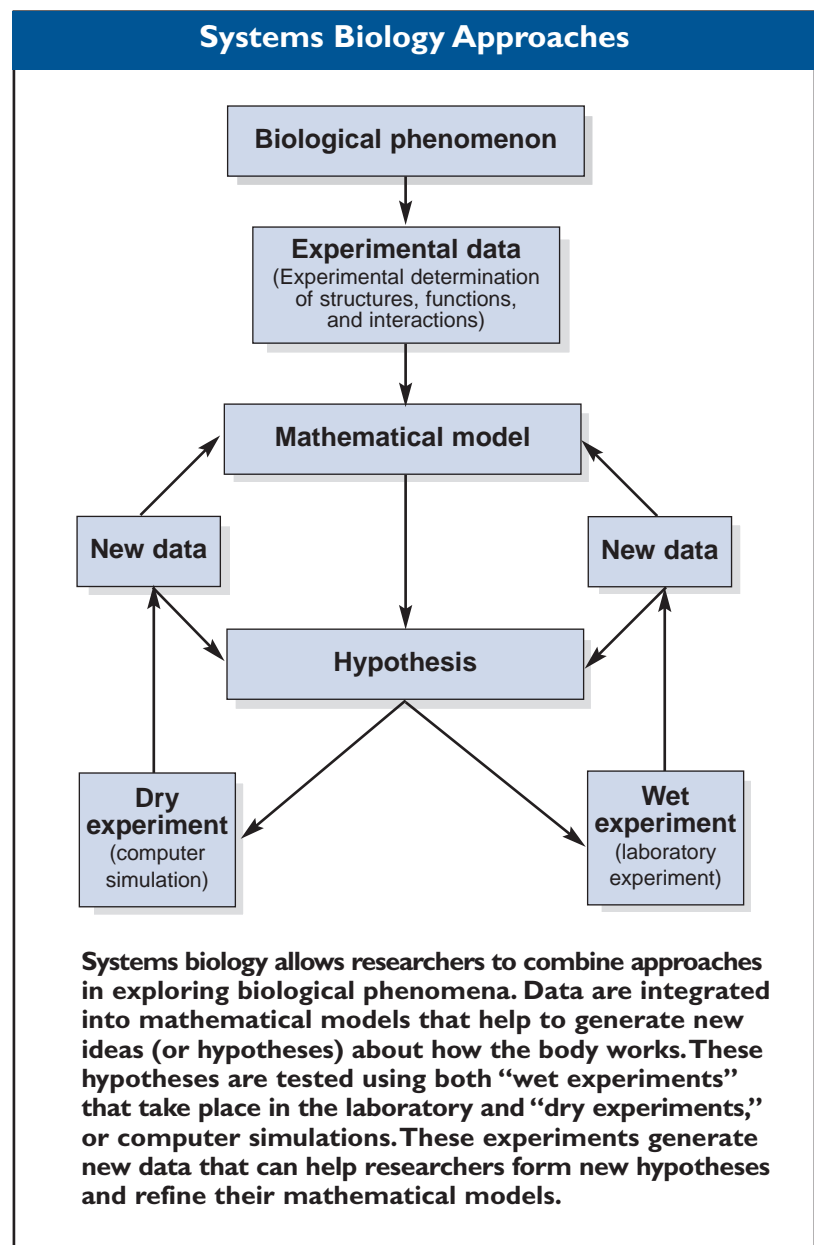 Systems Biology Approaches
Biological phenomenon
Experimental data
(Experimental determination
of structures, functions,
and interactions)
Mathematical model
New data
New data
Hypothesis
Dry
experiment
(computer
simulation)
Wet
experiment
(laboratory
experiment)
Systems biology allows researchers to combine approaches
in exploring biological phenomena. Data are integrated
into mathematical models that help to generate new
ideas (or hypotheses) about how the body works. These
hypotheses are tested using both “wet experiments”
that take place in the laboratory and “dry experiments,”
or computer simulations. These experiments generate
new data that can help researchers form new hypotheses
and refine their mathematical models.